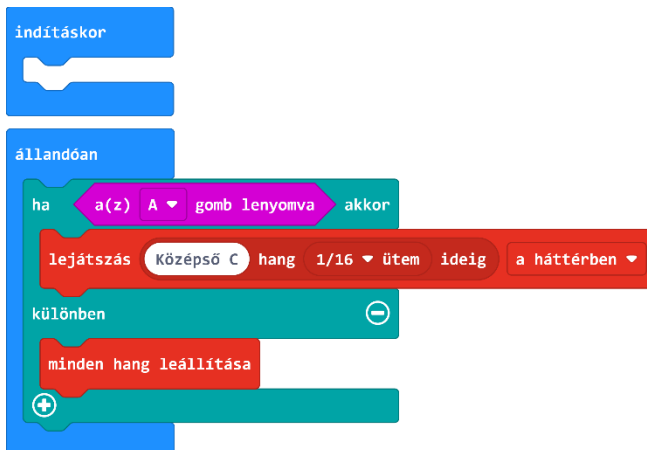 indításkor
állandóan
ha a(z) A gomb lenyomva akkor
lejátszás Középső C hang 1/16 ütem ideig a háttérben
különben
minden hang leállítása